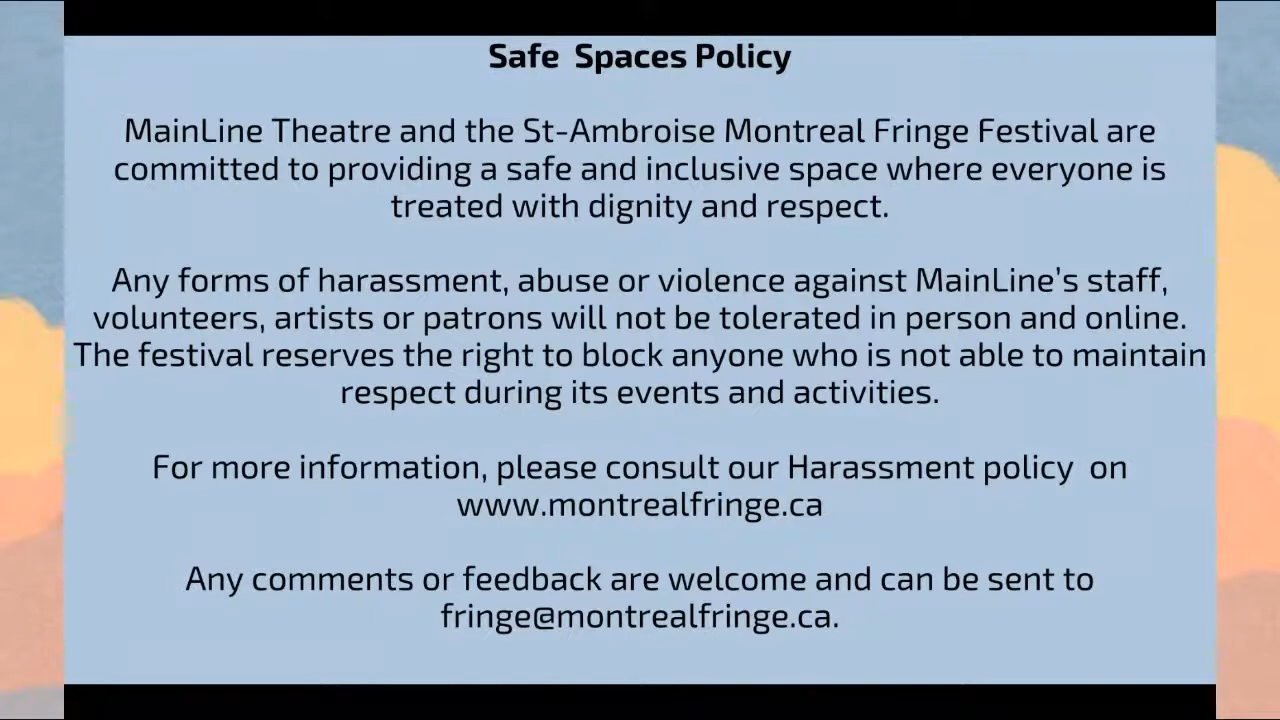 Safe  Spaces Policy
MainLine Theatre and the St-Ambroise Montreal Fringe Festival are
committed to providing a safe and inclusive space where everyone is
treated with dignity and respect.
Any forms of harassment, abuse or violence against MainLine's staff,
volunteers, artists or patrons will not be tolerated in person and online.
The festival reserves the right to block anyone who is not able to maintain
respect during its events and activities.
For more information, please consult our Harassment policy  on
www.montrealfringe.ca
Any comments or feedback are welcome and can be sent to
fringe@montrealfringe.ca.